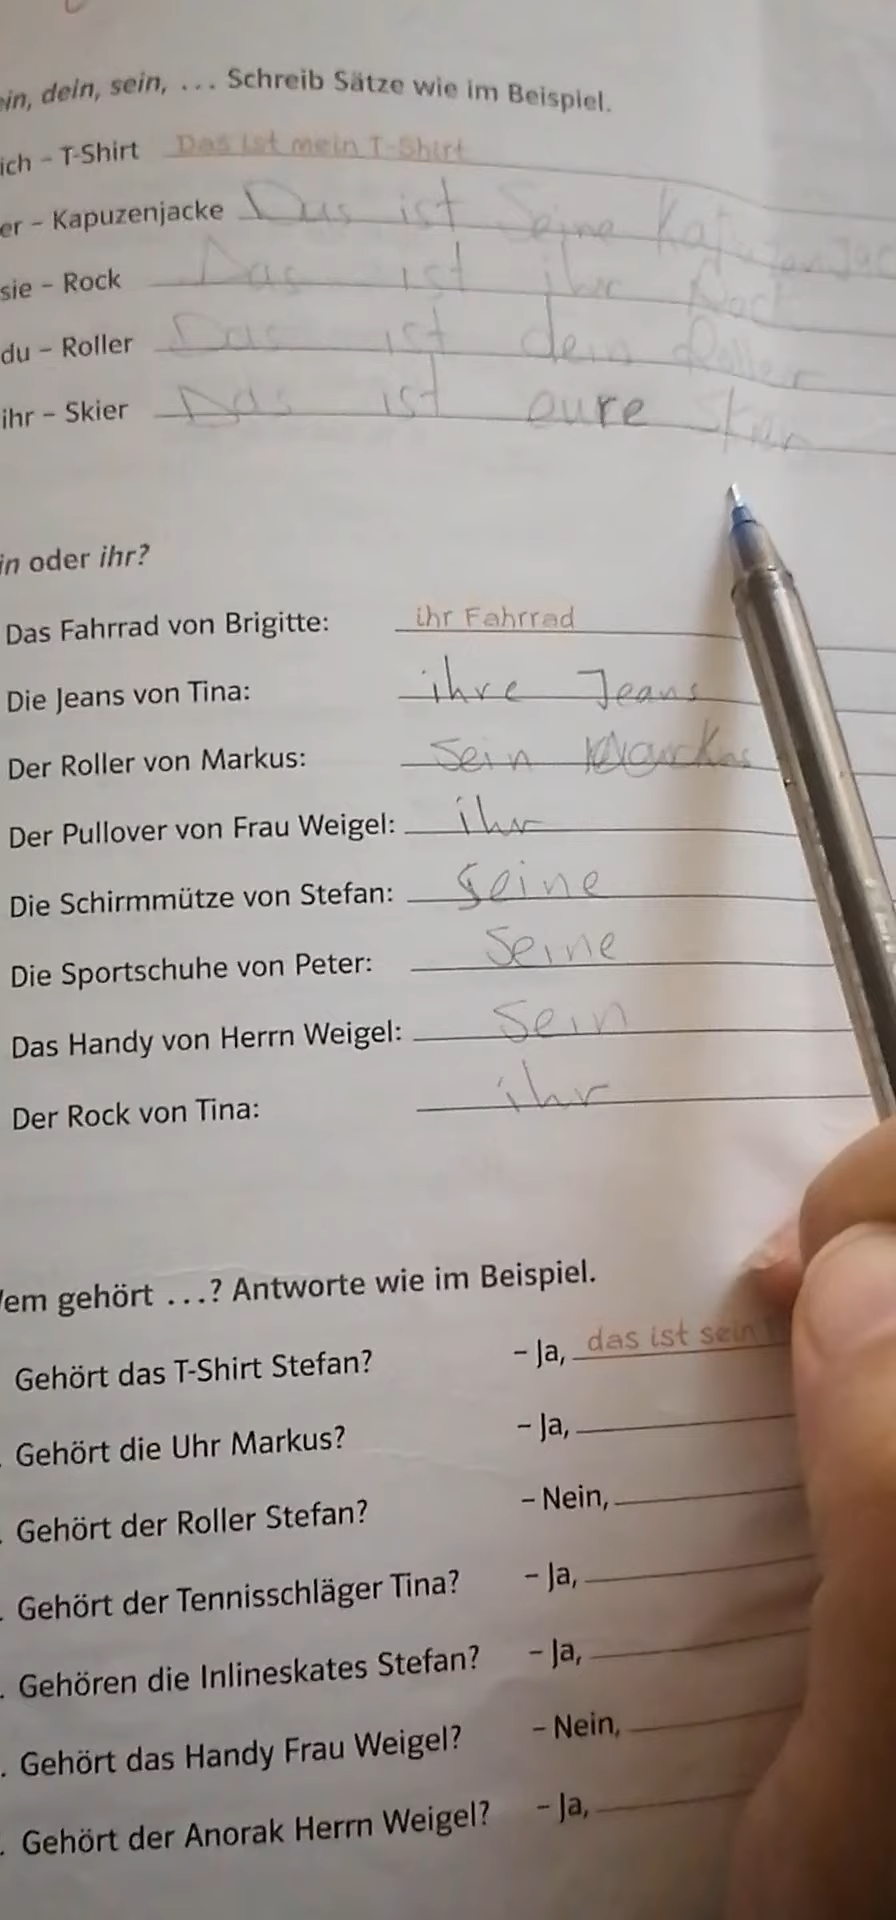 ein, dein, sein, ... Schreib Sätze wie im Beispiel.
ich – T-Shirt Das ist mein T-Shirt
er – Kapuzenjacke Das ist Seine
sie – Rock Das ist ihr Rock
du – Roller Das ist dein Roller
ihr – Skier Das ist eure
in oder ihr?
Das Fahrrad von Brigitte: ihr Fahrrad
Die Jeans von Tina: ihre Jeans
Der Roller von Markus: Sein
Der Pullover von Frau Weigel: ihr
Die Schirmmütze von Stefan: Seine
Die Sportschuhe von Peter: Seine
Das Handy von Herrn Weigel: Sein
Der Rock von Tina: ihr
em gehört ...? Antworte wie im Beispiel.
Gehört das T-Shirt Stefan? – Ja, das ist sein
Gehört die Uhr Markus? – Ja,
Gehört der Roller Stefan? – Nein,
Gehört der Tennisschläger Tina? – Ja,
Gehören die Inlineskates Stefan? – Ja,
Gehört das Handy Frau Weigel? – Nein,
Gehört der Anorak Herrn Weigel? – Ja,